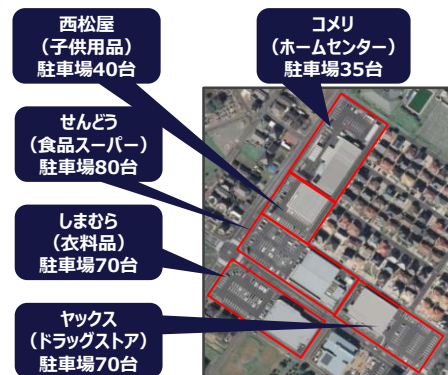 西松屋
（子供用品）
駐車場40台
コメリ
（ホームセンター）
駐車場35台
せんどう
（食品スーパー）
駐車場80台
しまむら
（衣料品）
駐車場70台
ヤックス
（ドラッグストア）
駐車場70台